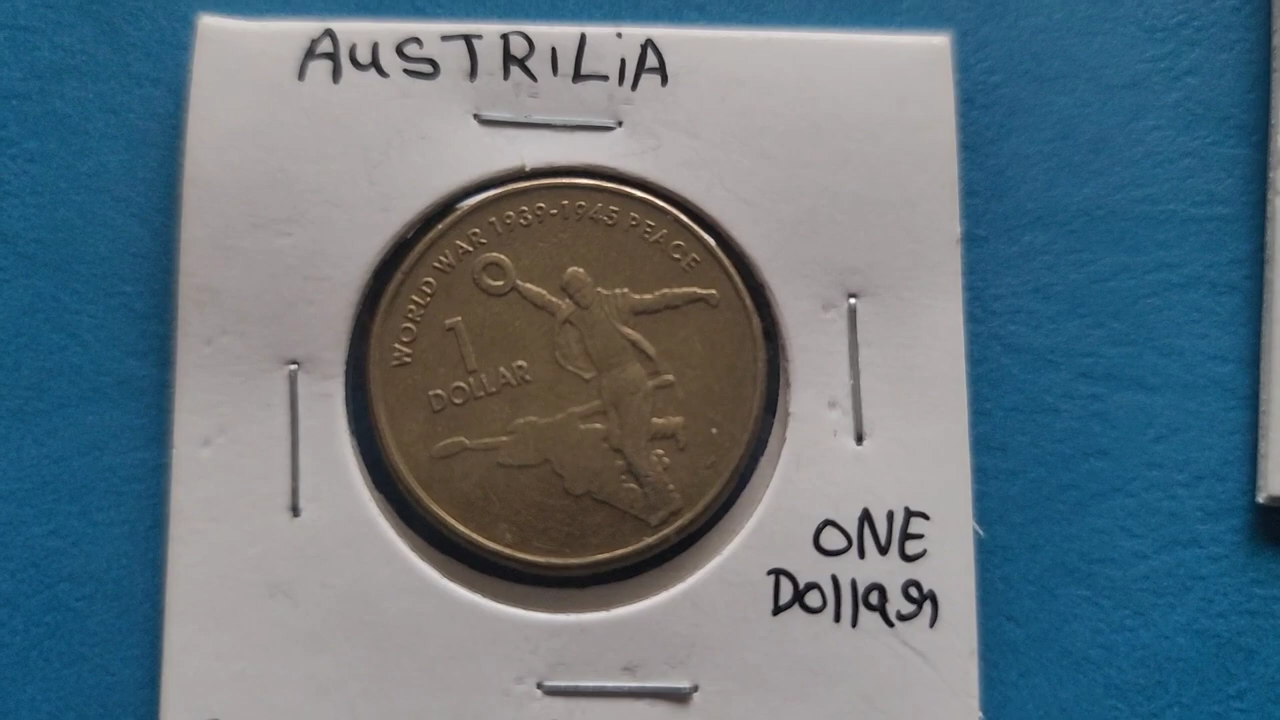 AUSTRILiA
WORLD WAR 1939-1945 PEACE
1
DOLLAR
ONE
Dollar